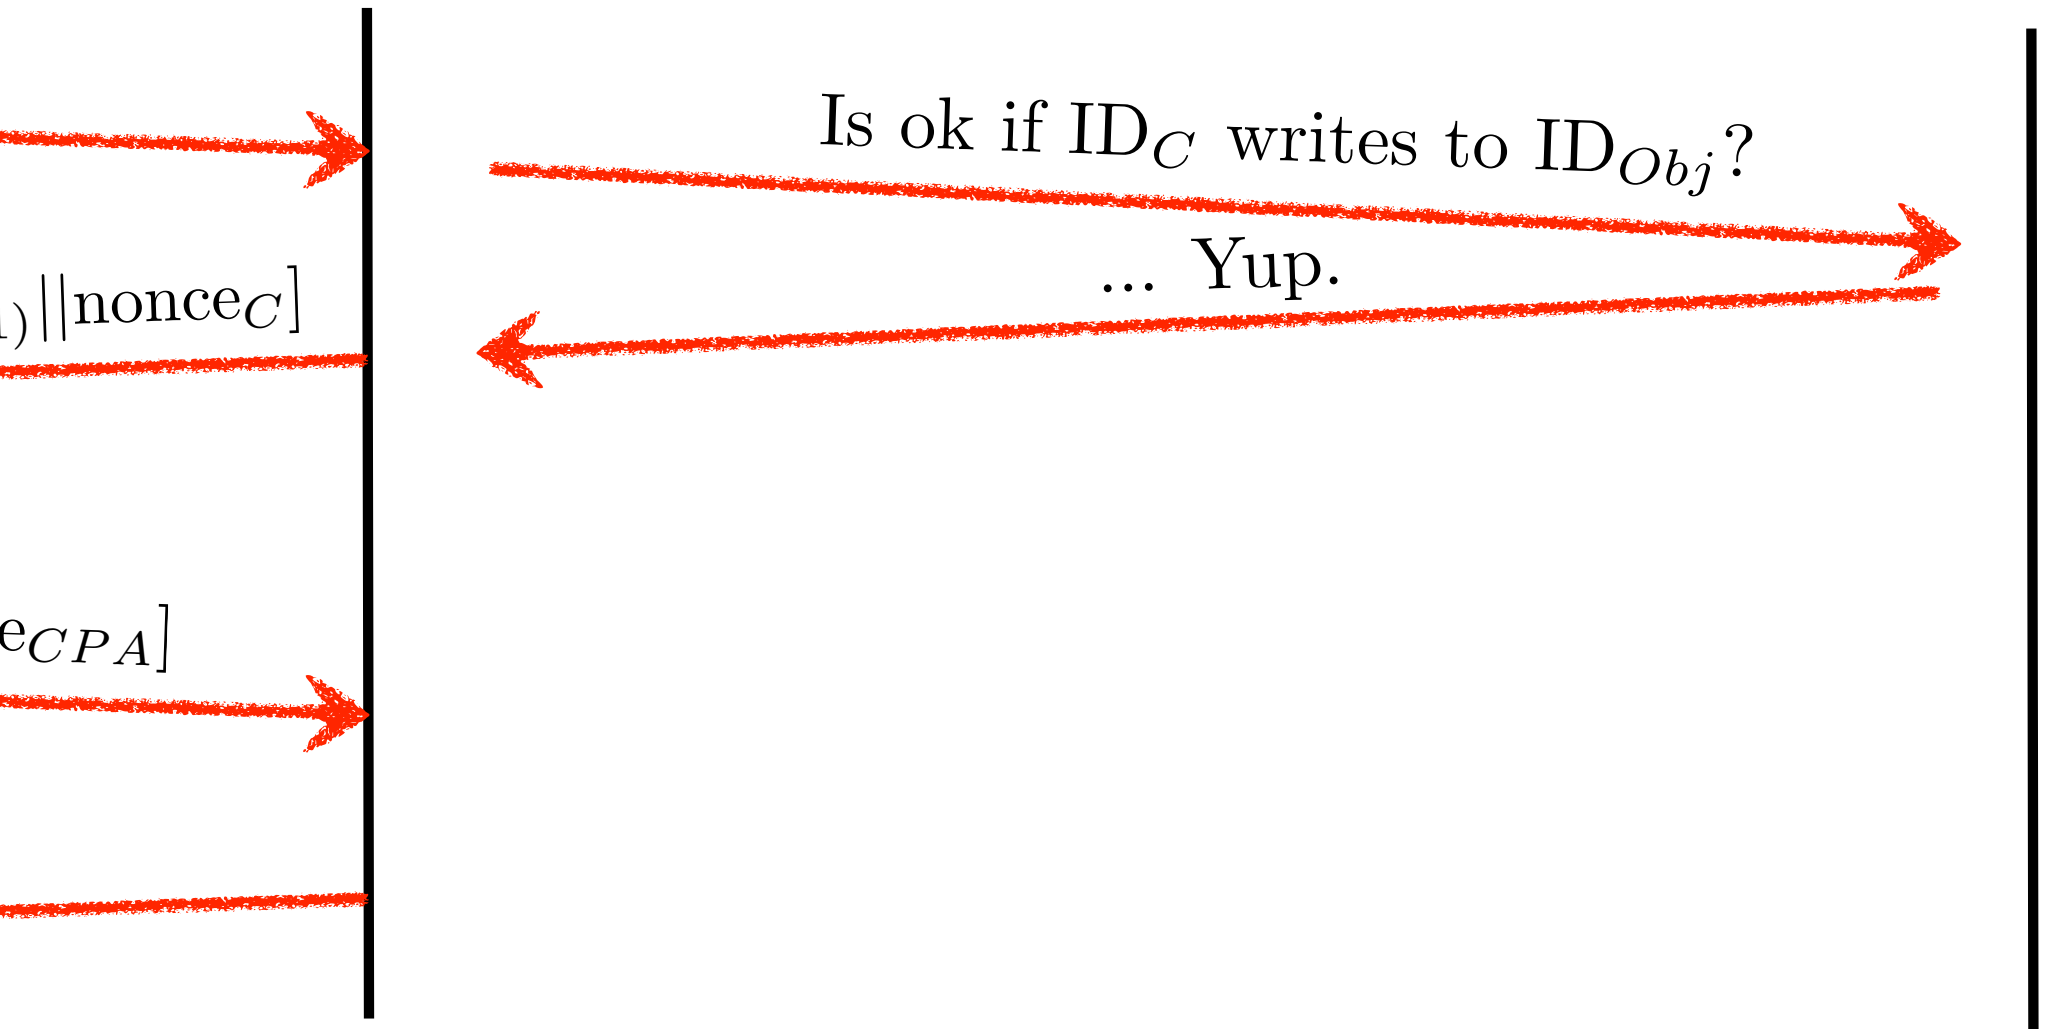 Is ok if ID_C writes to ID_Obj?
... Yup.
)||nonce_C]
e_CPA]